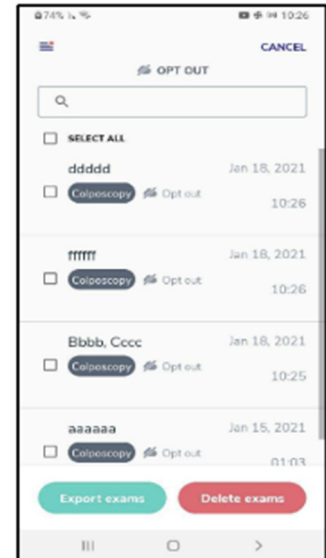 74% 10:26
CANCEL
OPT OUT
SELECT ALL
ddddd Jan 18, 2021
Colposcopy Opt out 10:26
ffffff Jan 18, 2021
Colposcopy Opt out 10:26
Bbbb, Cccc Jan 18, 2021
Colposcopy Opt out 10:25
aaaaaa Jan 15, 2021
Colposcopy Opt out 01:03
Export exams Delete exams